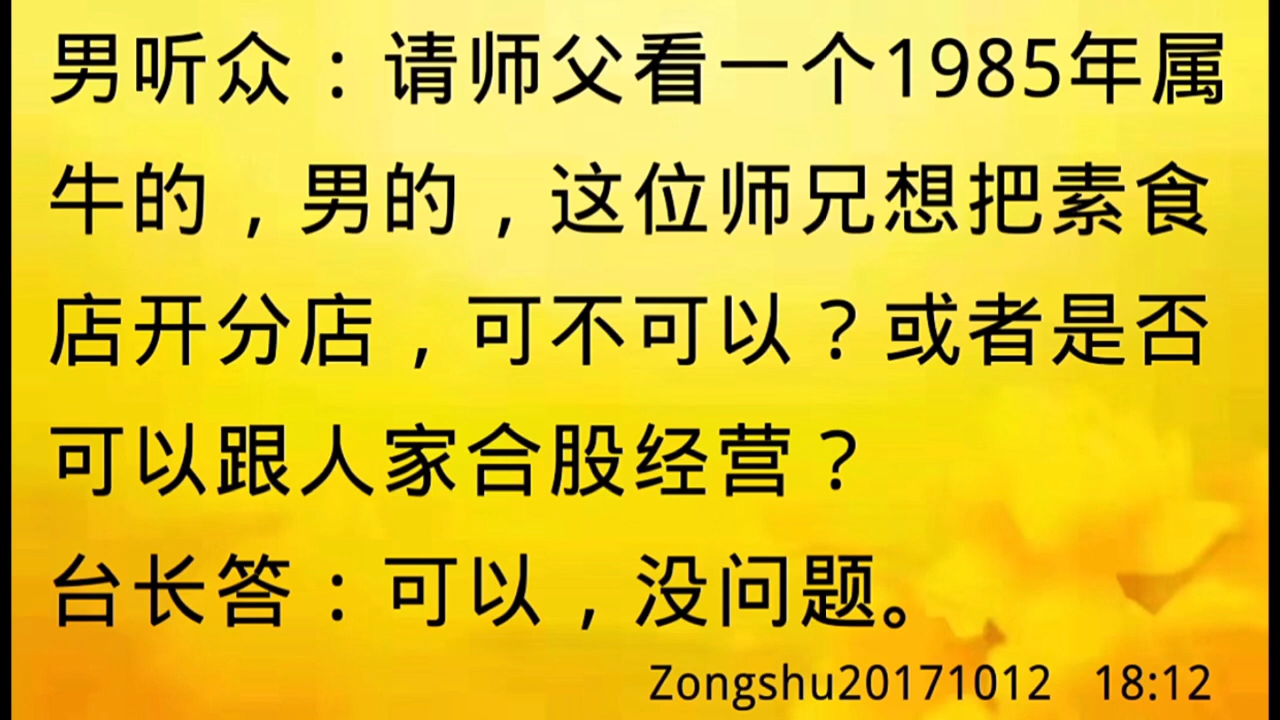 男听众：请师父看一个1985年属
牛的，男的，这位师兄想把素食
店开分店，可不可以？或者是否
可以跟人家合股经营？
台长答：可以，没问题。
Zongshu20171012 18:12